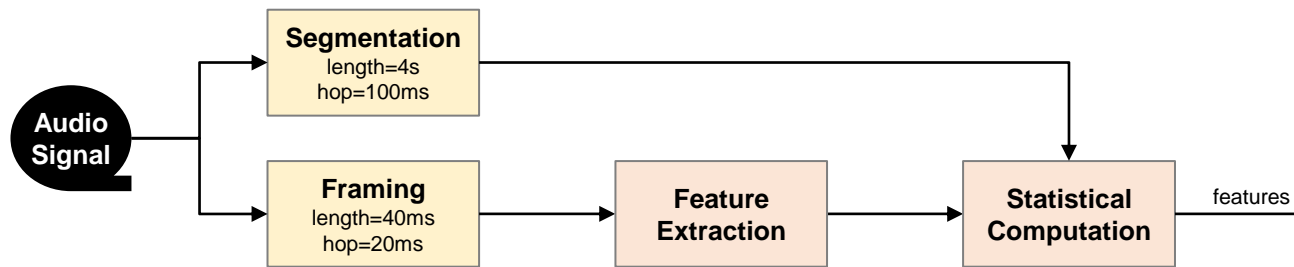 Audio
Signal
Segmentation
length=4s
hop=100ms
Framing
length=40ms
hop=20ms
Feature
Extraction
Statistical
Computation
features